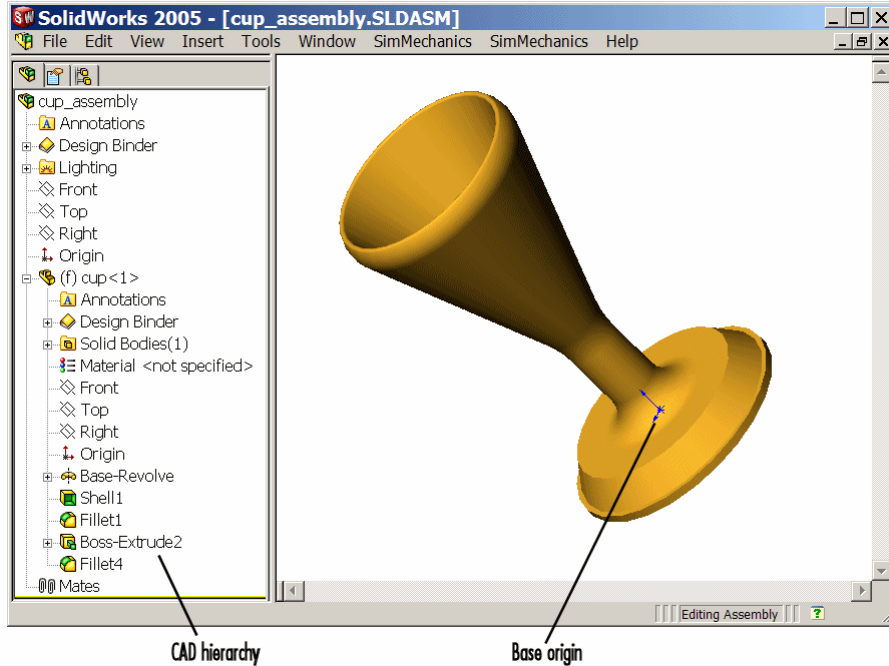 SolidWorks 2005 - [cup_assembly.SLDASM]
File Edit View Insert Tools Window SimMechanics SimMechanics Help
cup_assembly
Annotations
Design Binder
Lighting
Front
Top
Right
Origin
(f) cup<1>
Annotations
Design Binder
Solid Bodies(1)
Material <not specified>
Front
Top
Right
Origin
Base-Revolve
Shell1
Fillet1
Boss-Extrude2
Fillet4
Mates
Editing Assembly
CAD hierarchy
Base origin